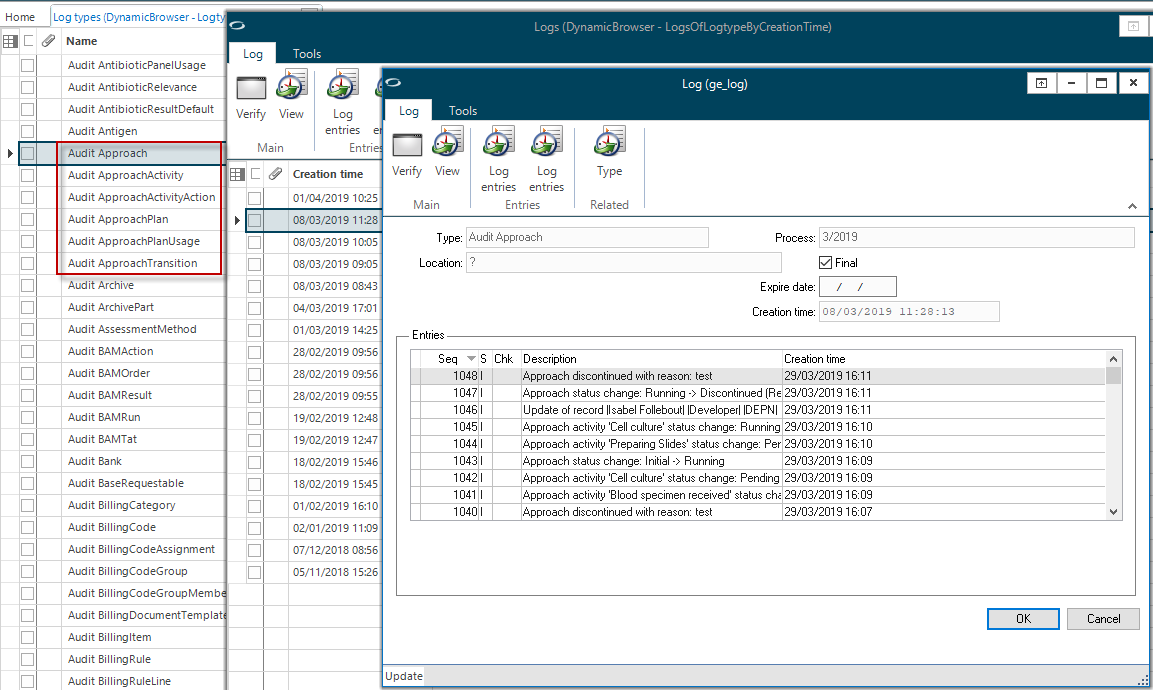 Home
Log types (DynamicBrowser - Logty
Name
Audit AntibioticPanelUsage
Audit AntibioticRelevance
Audit AntibioticResultDefault
Audit Antigen
Audit Approach
Audit ApproachActivity
Audit ApproachActivityAction
Audit ApproachPlan
Audit ApproachPlanUsage
Audit ApproachTransition
Audit Archive
Audit ArchivePart
Audit AssessmentMethod
Audit BAMAction
Audit BAMOrder
Audit BAMResult
Audit BAMRun
Audit BAMTat
Audit Bank
Audit BaseRequestable
Audit BillingCategory
Audit BillingCode
Audit BillingCodeAssignment
Audit BillingCodeGroup
Audit BillingCodeGroupMembe
Audit BillingDocumentTemplate
Audit BillingItem
Audit BillingRule
Audit BillingRuleLine
Logs (DynamicBrowser - LogsOfLogtypeByCreationTime)
Log Tools
Verify View Log
entries
Main Entries
Creation time
01/04/2019 10:25
08/03/2019 11:28
08/03/2019 10:05
08/03/2019 09:05
08/03/2019 08:43
04/03/2019 17:01
01/03/2019 14:25
28/02/2019 09:56
28/02/2019 09:56
28/02/2019 09:55
19/02/2019 12:48
19/02/2019 12:47
18/02/2019 15:46
18/02/2019 15:45
01/02/2019 16:10
02/01/2019 11:09
07/12/2018 08:56
05/11/2018 15:26
Log (ge_log)
Log Tools
Verify View Log Log Type
entries entries
Main Entries Related
Type: Audit Approach Process: 3/2019
Location: ? Final
Expire date: / /
Creation time: 08/03/2019 11:28:13
Entries
Seq S Chk Description Creation time
1048 I Approach discontinued with reason: test 29/03/2019 16:11
1047 I Approach status change: Running -> Discontinued (Re 29/03/2019 16:11
1046 I Update of record |Isabel Follebout| |Developer| |DEPN| 29/03/2019 16:11
1045 I Approach activity 'Cell culture' status change: Running 29/03/2019 16:10
1044 I Approach activity 'Preparing Slides' status change: Per 29/03/2019 16:10
1043 I Approach status change: Initial -> Running 29/03/2019 16:09
1042 I Approach activity 'Cell culture' status change: Pending 29/03/2019 16:09
1041 I Approach activity 'Blood specimen received' status cha 29/03/2019 16:09
1040 I Approach discontinued with reason: test 29/03/2019 16:07
OK Cancel
Update